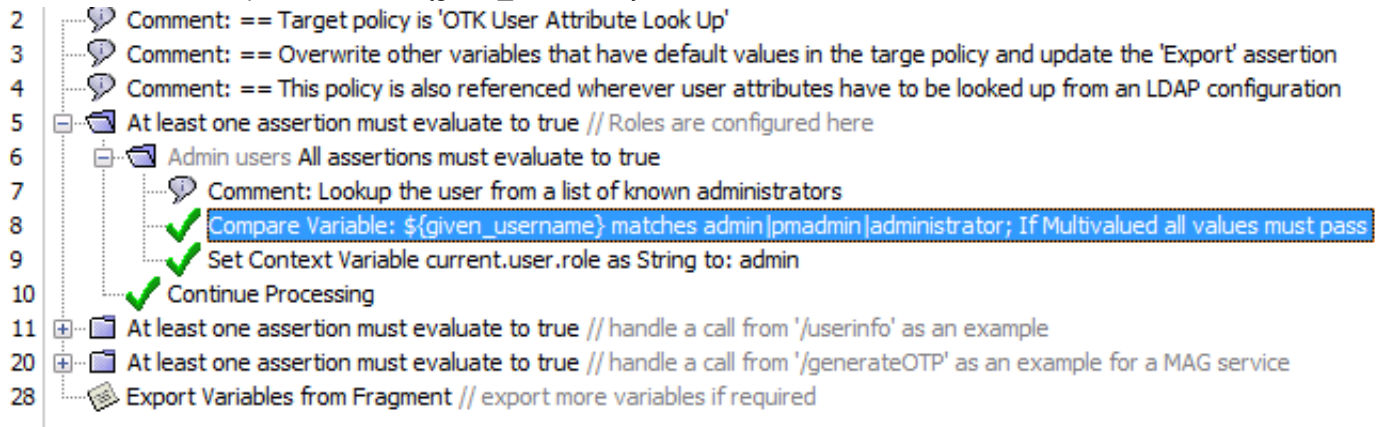 2 Comment: == Target policy is 'OTK User Attribute Look Up'
3 Comment: == Overwrite other variables that have default values in the targe policy and update the 'Export' assertion
4 Comment: == This policy is also referenced wherever user attributes have to be looked up from an LDAP configuration
5 At least one assertion must evaluate to true // Roles are configured here
6 Admin users All assertions must evaluate to true
7 Comment: Lookup the user from a list of known administrators
8 Compare Variable: ${given_username} matches admin|pmadmin|administrator; If Multivalued all values must pass
9 Set Context Variable current.user.role as String to: admin
10 Continue Processing
11 At least one assertion must evaluate to true // handle a call from '/userinfo' as an example
20 At least one assertion must evaluate to true // handle a call from '/generateOTP' as an example for a MAG service
28 Export Variables from Fragment // export more variables if required